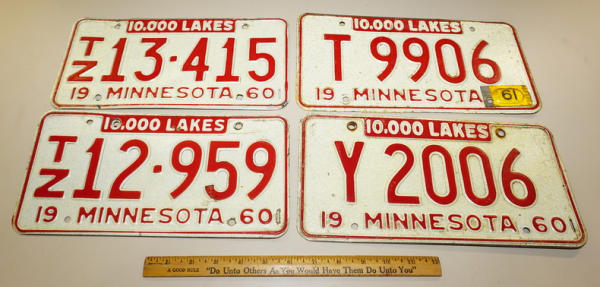 10.000 LAKES
TZ 13·415
19 MINNESOTA 60
10.000 LAKES
T 9906
19 MINNESOTA 61
10.000 LAKES
TZ 12·959
19 MINNESOTA 60
10.000 LAKES
Y 2006
19 MINNESOTA 60
A GOOD RULE "Do Unto Others As You Would Have Them Do Unto You"